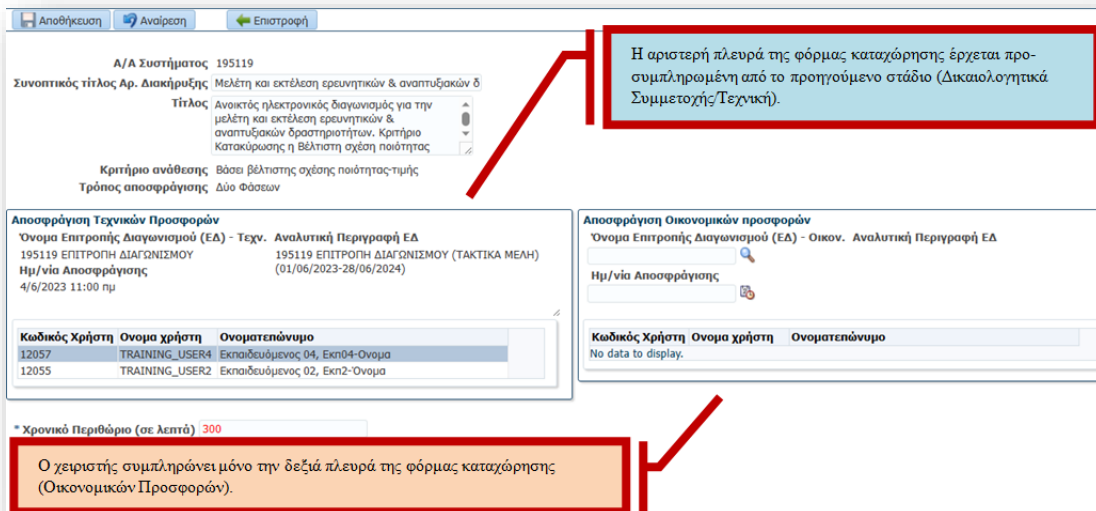 Αποθήκευση Αναίρεση Επιστροφή
Η αριστερή πλευρά της φόρμας καταχώρησης έρχεται προ-
συμπληρωμένη από το προηγούμενο στάδιο (Δικαιολογητικά
Συμμετοχής/Τεχνική).
Α/Α Συστήματος 195119
Συνοπτικός τίτλος Αρ. Διακήρυξης Μελέτη και εκτέλεση ερευνητικών & αναπτυξιακών δ
Τίτλος Ανοικτός ηλεκτρονικός διαγωνισμός για την
μελέτη και εκτέλεση ερευνητικών &
αναπτυξιακών δραστηριοτήτων. Κριτήριο
Κατακύρωσης η Βέλτιστη σχέση ποιότητας
Κριτήριο ανάθεσης Βάσει βέλτιστης σχέσης ποιότητας-τιμής
Τρόπος αποσφράγισης Δύο Φάσεων
Αποσφράγιση Τεχνικών Προσφορών
Όνομα Επιτροπής Διαγωνισμού (ΕΔ) - Τεχν. Αναλυτική Περιγραφή ΕΔ
195119 ΕΠΙΤΡΟΠΗ ΔΙΑΓΩΝΙΣΜΟΥ 195119 ΕΠΙΤΡΟΠΗ ΔΙΑΓΩΝΙΣΜΟΥ (ΤΑΚΤΙΚΑ ΜΕΛΗ)
Ημ/νία Αποσφράγισης (01/06/2023-28/06/2024)
4/6/2023 11:00 πμ
Κωδικός Χρήστη Ονομα χρήστη Ονοματεπώνυμο
12057 TRAINING_USER4 Εκπαιδευόμενος 04, Εκπ04-Ονομα
12055 TRAINING_USER2 Εκπαιδευόμενος 02, Εκπ2-Όνομα
Αποσφράγιση Οικονομικών προσφορών
Όνομα Επιτροπής Διαγωνισμού (ΕΔ) - Οικον. Αναλυτική Περιγραφή ΕΔ
Ημ/νία Αποσφράγισης
Κωδικός Χρήστη Ονομα χρήστη Ονοματεπώνυμο
No data to display.
* Χρονικό Περιθώριο (σε λεπτά) 300
Ο χειριστής συμπληρώνει μόνο την δεξιά πλευρά της φόρμας καταχώρησης
(Οικονομικών Προσφορών).